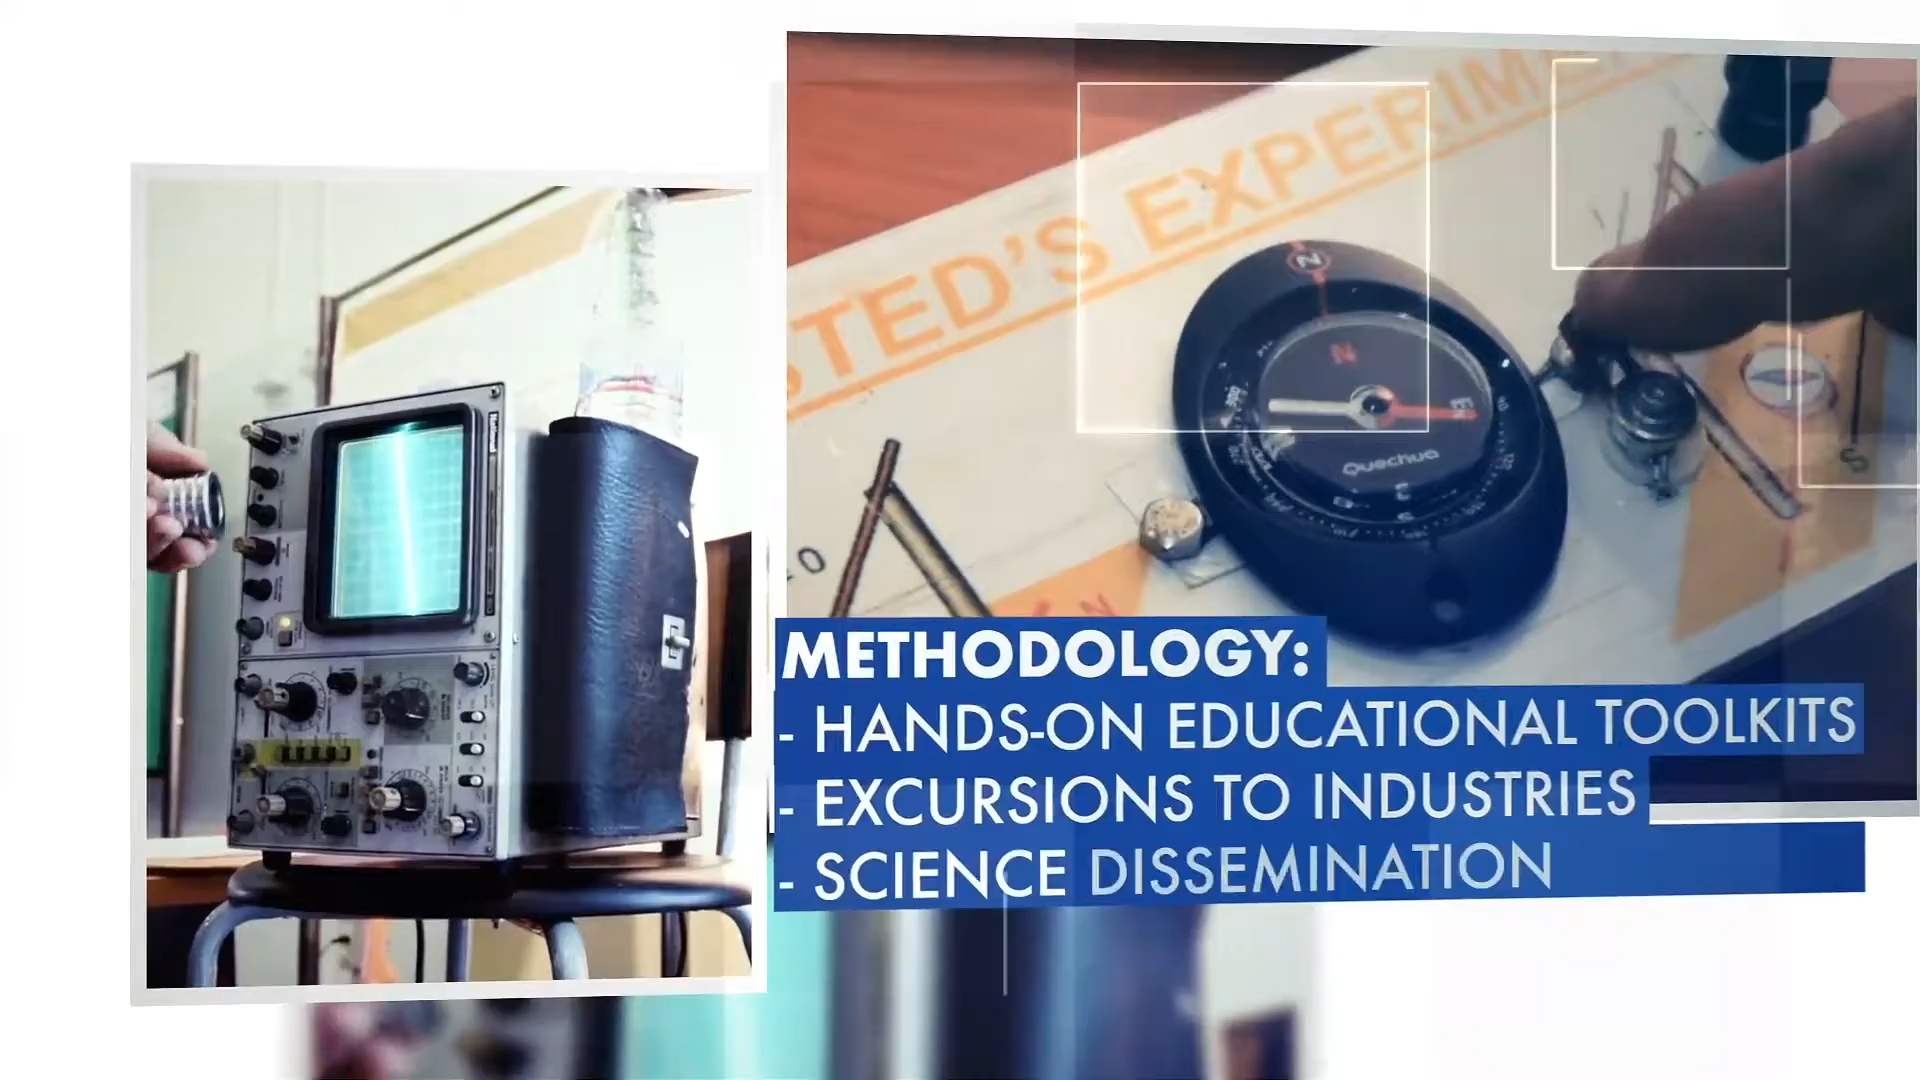 TED'S EXPERIM
N
N
E
Quechua
S
N
METHODOLOGY:
- HANDS-ON EDUCATIONAL TOOLKITS
- EXCURSIONS TO INDUSTRIES
- SCIENCE DISSEMINATION